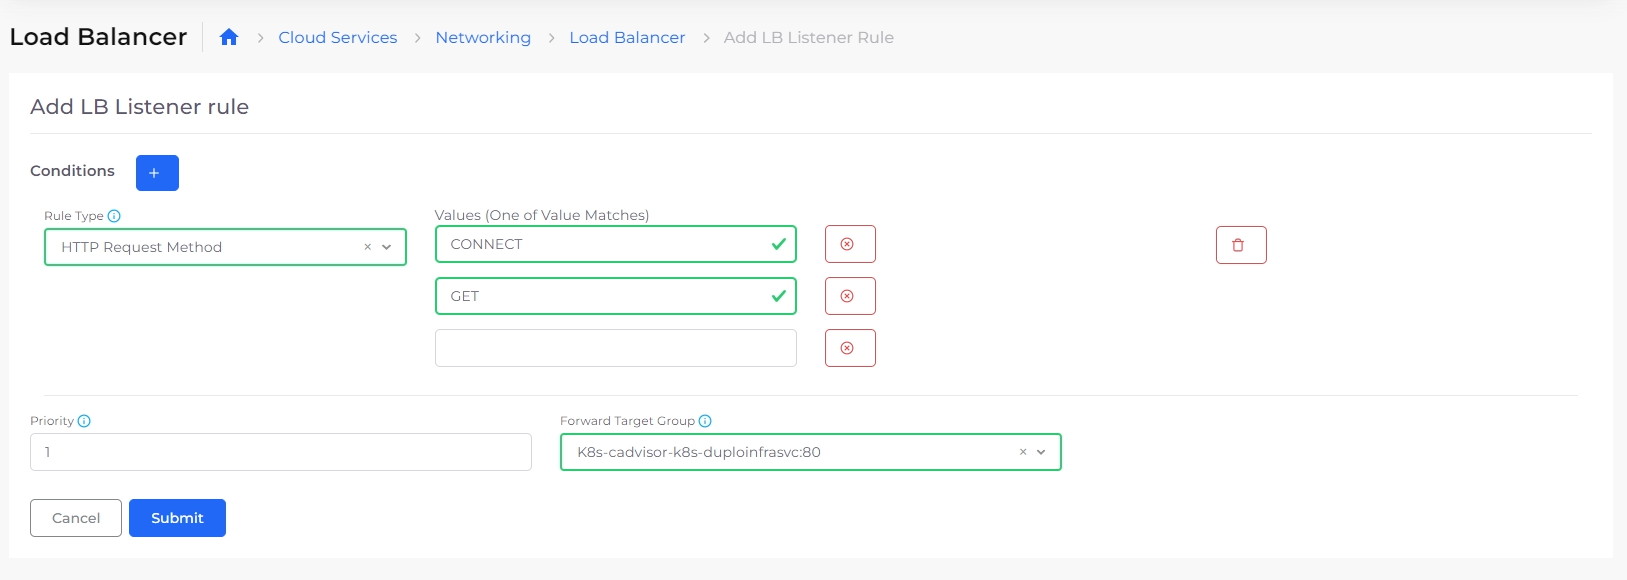 Load Balancer Cloud Services Networking Load Balancer Add LB Listener Rule
Add LB Listener rule
Conditions +
Rule Type Values (One of Value Matches)
HTTP Request Method CONNECT
GET
Priority Forward Target Group
1 K8s-cadvisor-k8s-duploinfrasvc:80
Cancel Submit